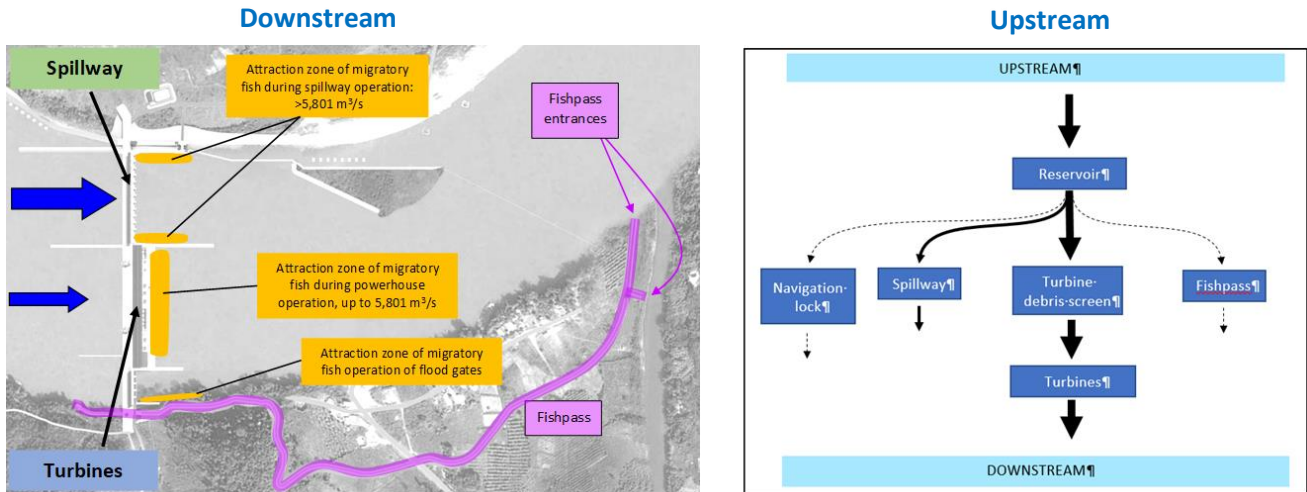 Downstream
Spillway
Attraction zone of migratory
fish during spillway operation:
>5,801 m³/s
Fishpass
entrances
Attraction zone of migratory
fish during powerhouse
operation, up to 5,801 m³/s
Attraction zone of migratory
fish operation of flood gates
Fishpass
Turbines
Upstream
UPSTREAM¶
Reservoir¶
Navigation-
lock¶
Spillway¶
Turbine-
debris-screen¶
Fishpass¶
Turbines¶
DOWNSTREAM¶